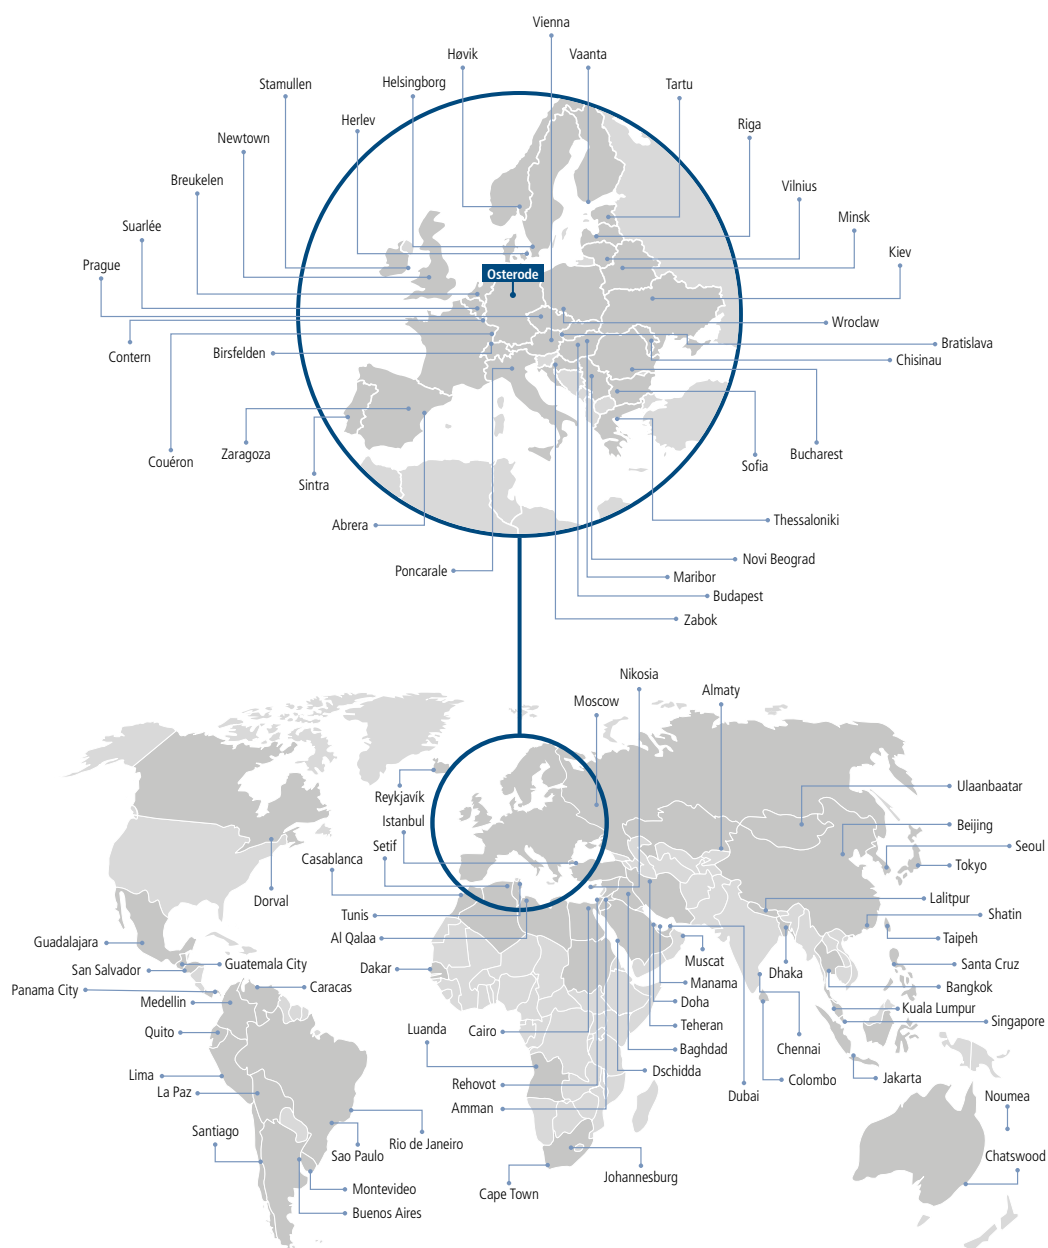 Vienna
Høvik
Vaanta
Stamullen
Helsingborg
Tartu
Herlev
Riga
Newtown
Breukelen
Vilnius
Suarlée
Minsk
Prague
Kiev
Osterode
Wroclaw
Contern
Birsfelden
Bratislava
Chisinau
Couéron
Zaragoza
Sintra
Sofia
Bucharest
Abrera
Thessaloniki
Poncarale
Novi Beograd
Maribor
Budapest
Zabok
Nikosia
Moscow
Almaty
Reykjavík
Ulaanbaatar
Istanbul
Beijing
Setif
Seoul
Casablanca
Tokyo
Dorval
Lalitpur
Tunis
Shatin
Al Qalaa
Taipeh
Guadalajara
Guatemala City
San Salvador
Dakar
Muscat
Dhaka
Santa Cruz
Panama City
Caracas
Manama
Bangkok
Medellin
Doha
Kuala Lumpur
Quito
Luanda
Cairo
Teheran
Singapore
Baghdad
Chennai
Lima
Dschidda
Colombo
Jakarta
La Paz
Rehovot
Dubai
Noumea
Amman
Santiago
Rio de Janeiro
Sao Paulo
Chatswood
Johannesburg
Montevideo
Cape Town
Buenos Aires